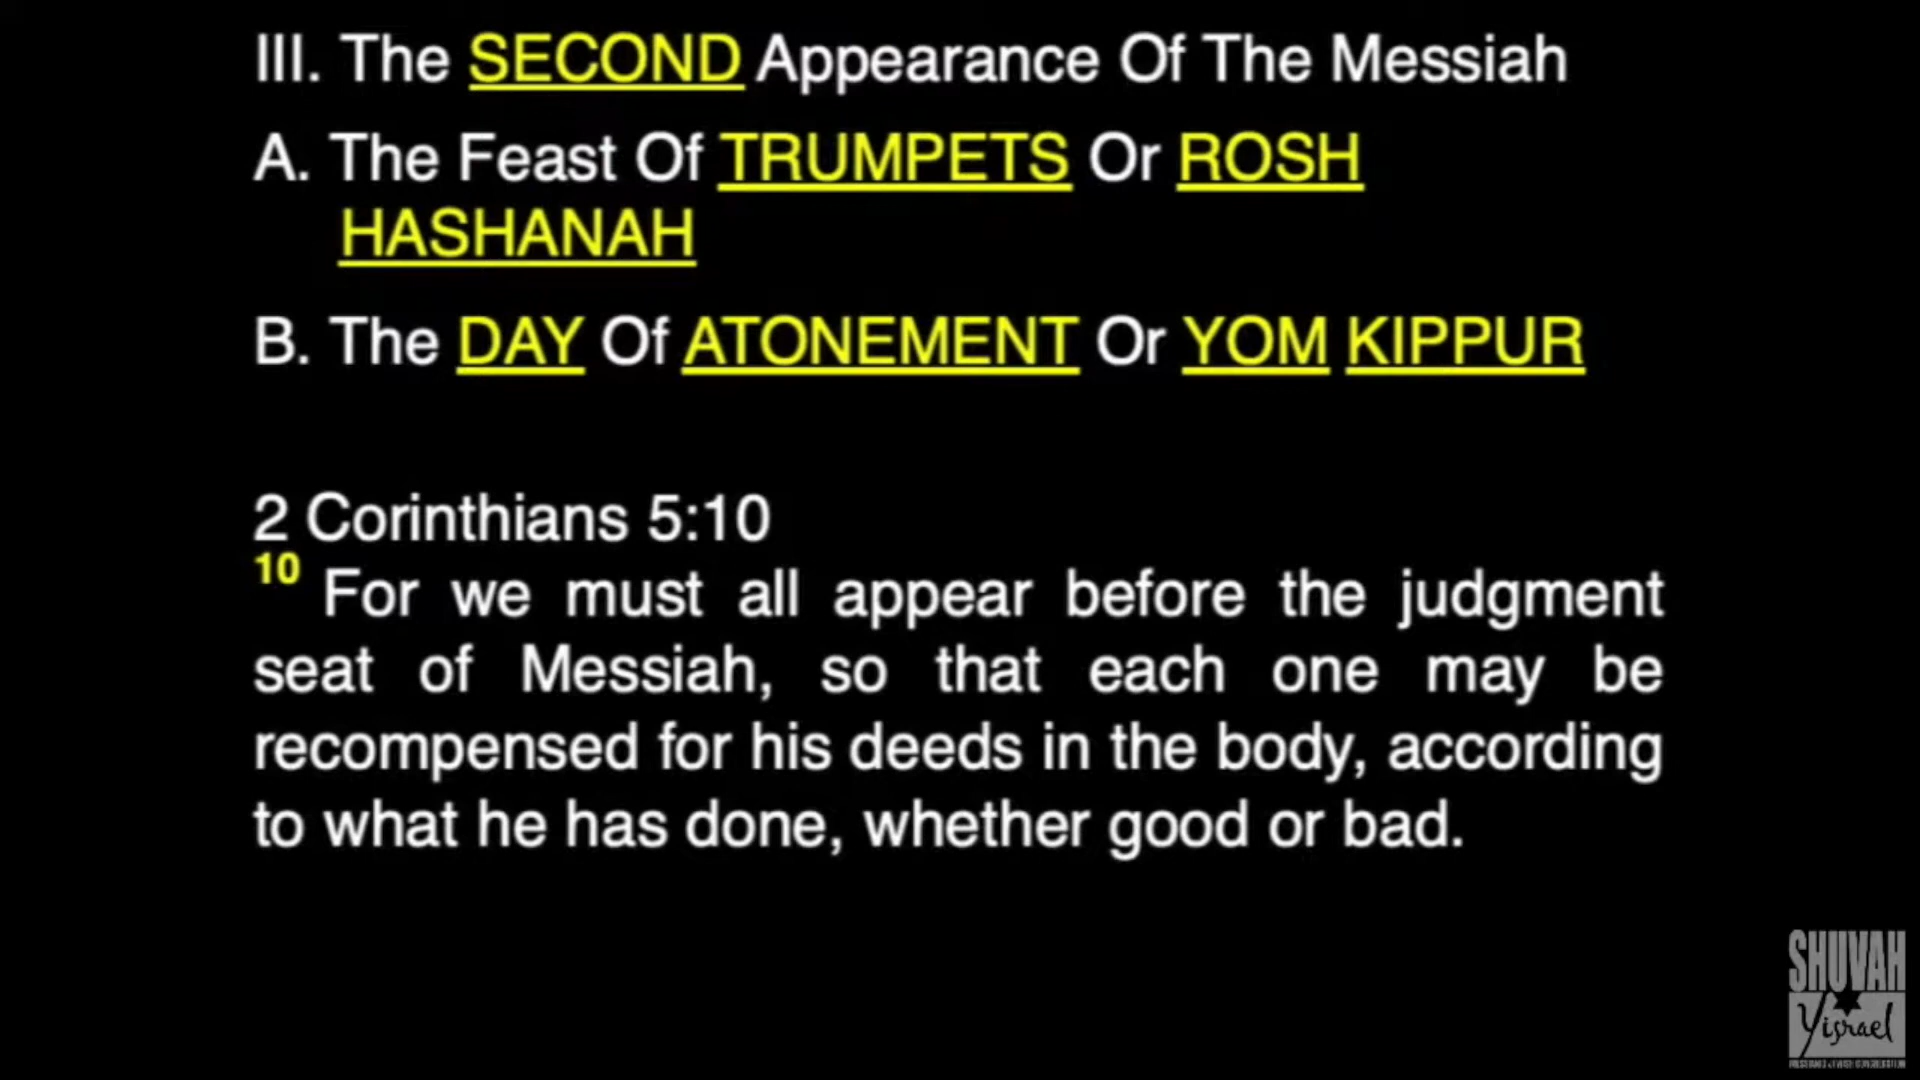 III. The SECOND Appearance Of The Messiah
A. The Feast Of TRUMPETS Or ROSH
HASHANAH
B. The DAY Of ATONEMENT Or YOM KIPPUR
2 Corinthians 5:10
10 For we must all appear before the judgment
seat of Messiah, so that each one may be
recompensed for his deeds in the body, according
to what he has done, whether good or bad.
SHUVAH
Yisrael